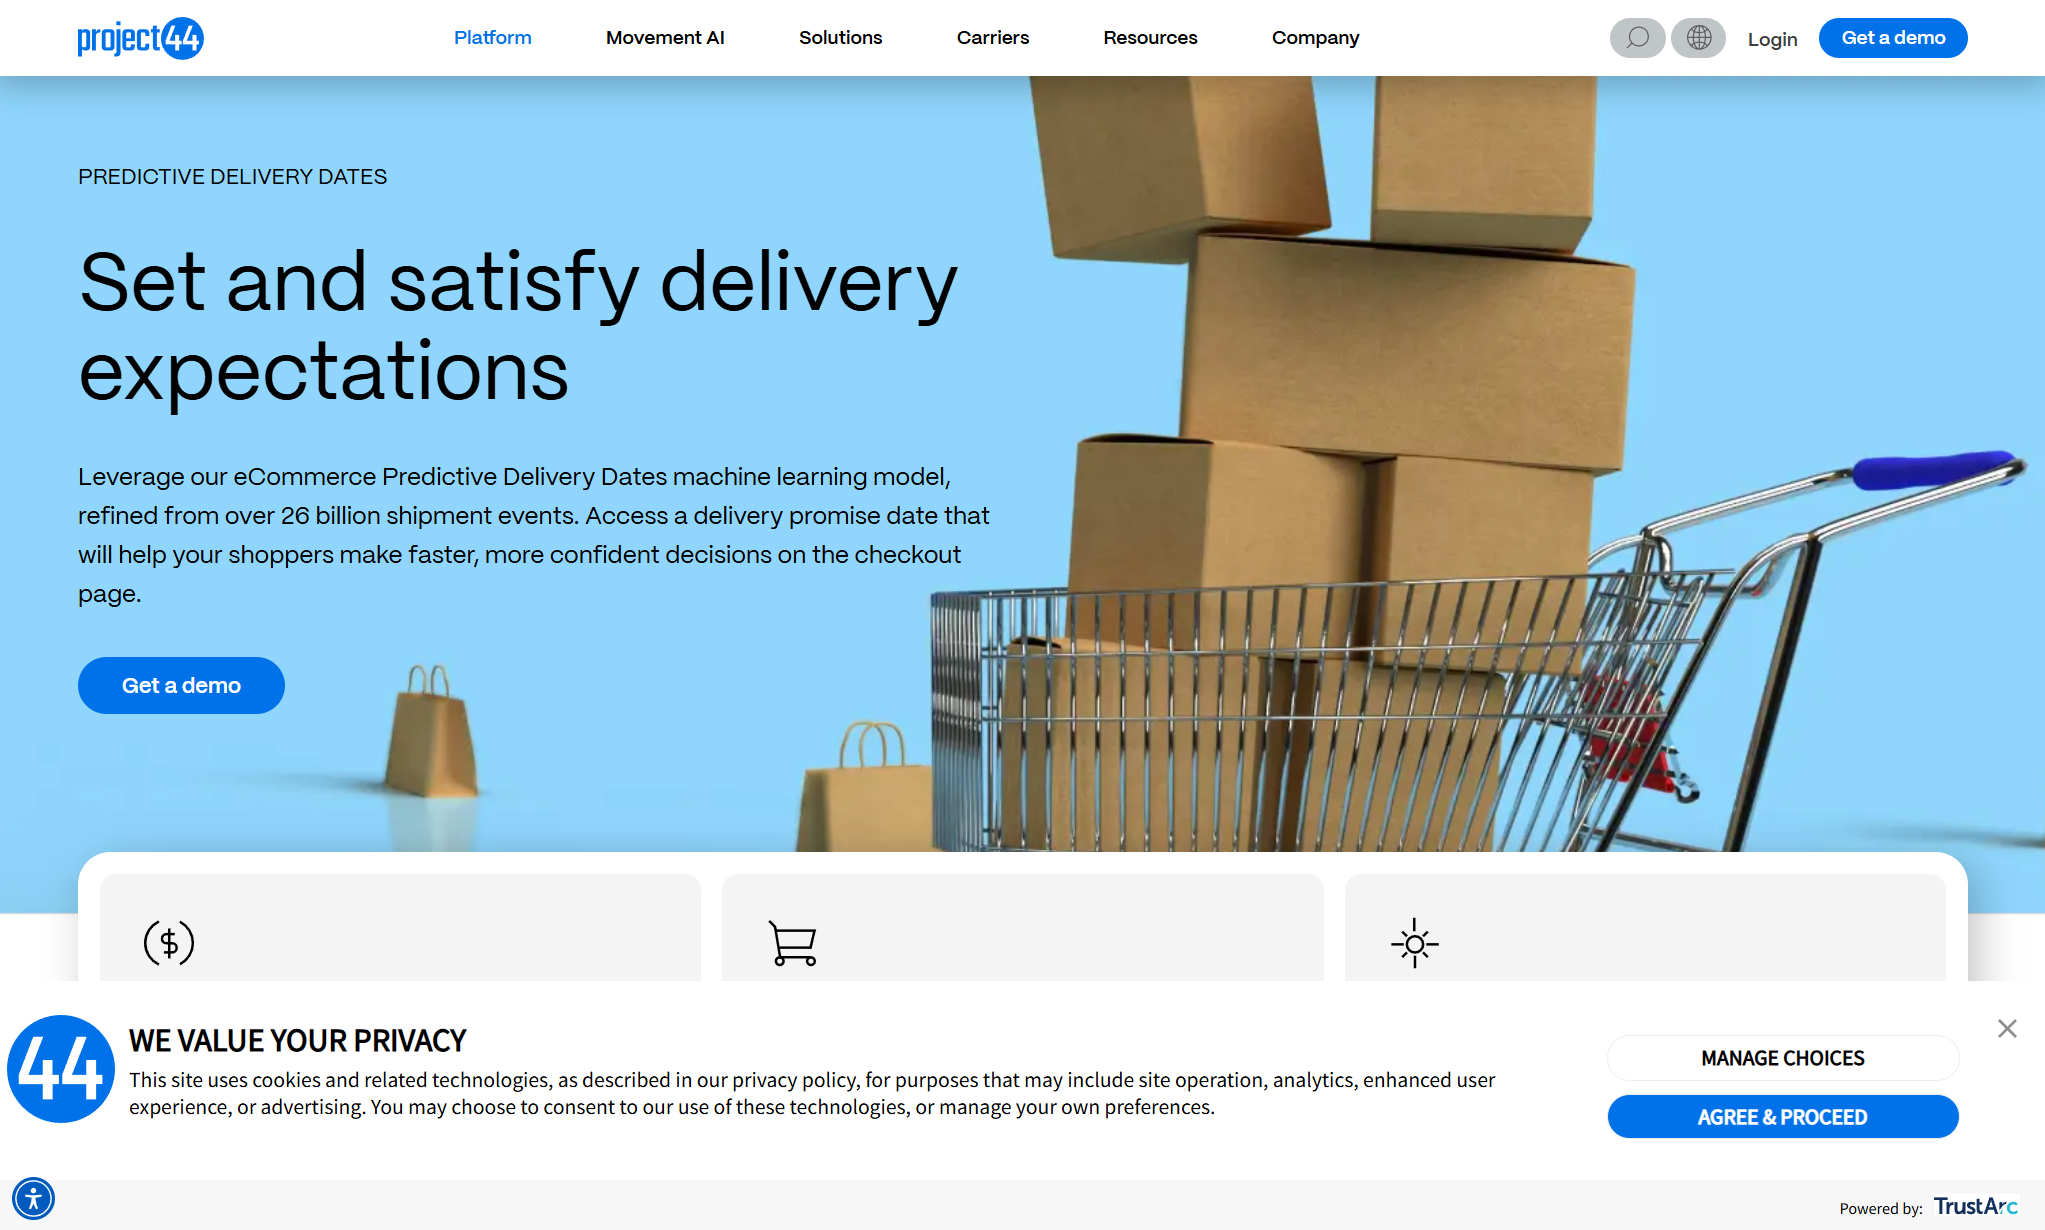 project44
Platform
Movement AI
Solutions
Carriers
Resources
Company
Login
Get a demo
PREDICTIVE DELIVERY DATES
Set and satisfy delivery
expectations
Leverage our eCommerce Predictive Delivery Dates machine learning model,
refined from over 26 billion shipment events. Access a delivery promise date that
will help your shoppers make faster, more confident decisions on the checkout
page.
Get a demo
44
WE VALUE YOUR PRIVACY
This site uses cookies and related technologies, as described in our privacy policy, for purposes that may include site operation, analytics, enhanced user
experience, or advertising. You may choose to consent to our use of these technologies, or manage your own preferences.
MANAGE CHOICES
AGREE & PROCEED
Powered by: TrustArc